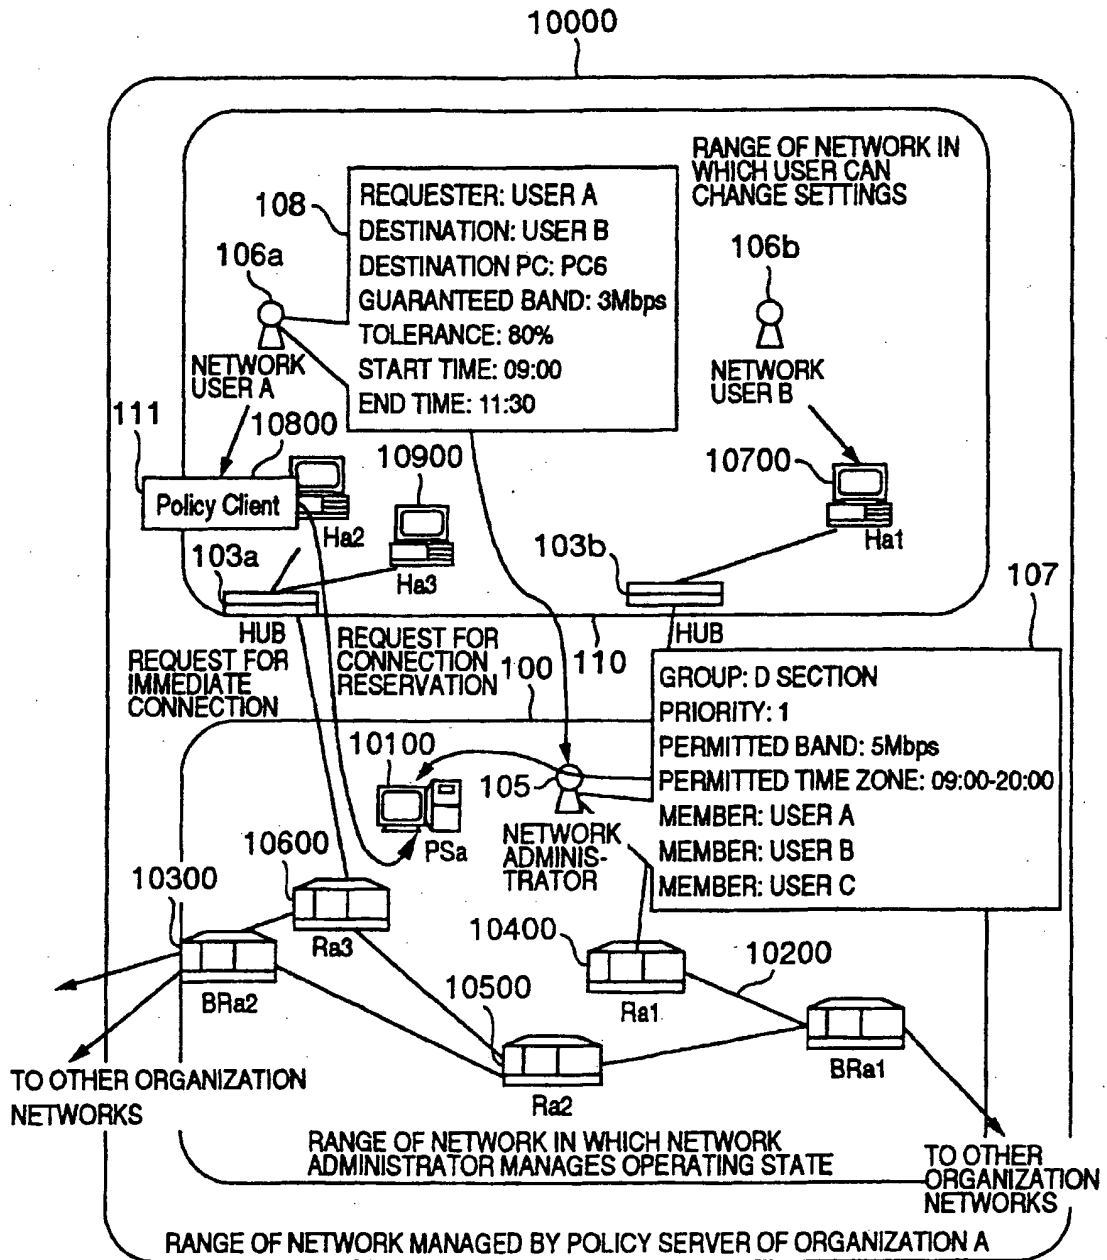 10000
RANGE OF NETWORK IN
WHICH USER CAN
CHANGE SETTINGS
108
REQUESTER: USER A
DESTINATION: USER B
DESTINATION PC: PC6
GUARANTEED BAND: 3Mbps
TOLERANCE: 80%
START TIME: 09:00
END TIME: 11:30
106a
106b
NETWORK
USER A
NETWORK
USER B
111
10800
10900
10700
Policy Client
Ha2
Ha1
103a
Ha3
103b
107
HUB
HUB
REQUEST FOR
IMMEDIATE
CONNECTION
REQUEST FOR
CONNECTION
RESERVATION
100
110
GROUP: D SECTION
PRIORITY: 1
PERMITTED BAND: 5Mbps
PERMITTED TIME ZONE: 09:00-20:00
MEMBER: USER A
MEMBER: USER B
MEMBER: USER C
10100
105
PSa
NETWORK
ADMINIS-
TRATOR
10600
10300
Ra3
10400
10200
BRa2
10500
Ra1
BRa1
Ra2
TO OTHER ORGANIZATION
NETWORKS
RANGE OF NETWORK IN WHICH NETWORK
ADMINISTRATOR MANAGES OPERATING STATE
TO OTHER
ORGANIZATION
NETWORKS
RANGE OF NETWORK MANAGED BY POLICY SERVER OF ORGANIZATION A